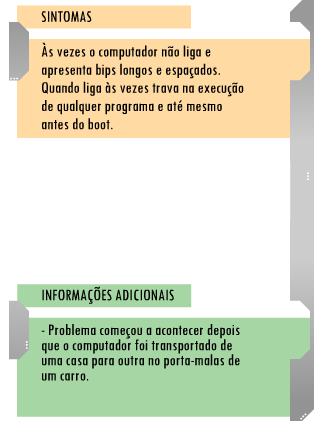 SINTOMAS
Às vezes o computador não liga e
apresenta bips longos e espaçados.
Quando liga às vezes trava na execução
de qualquer programa e até mesmo
antes do boot.
INFORMAÇÕES ADICIONAIS
- Problema começou a acontecer depois
que o computador foi transportado de
uma casa para outra no porta-malas de
um carro.